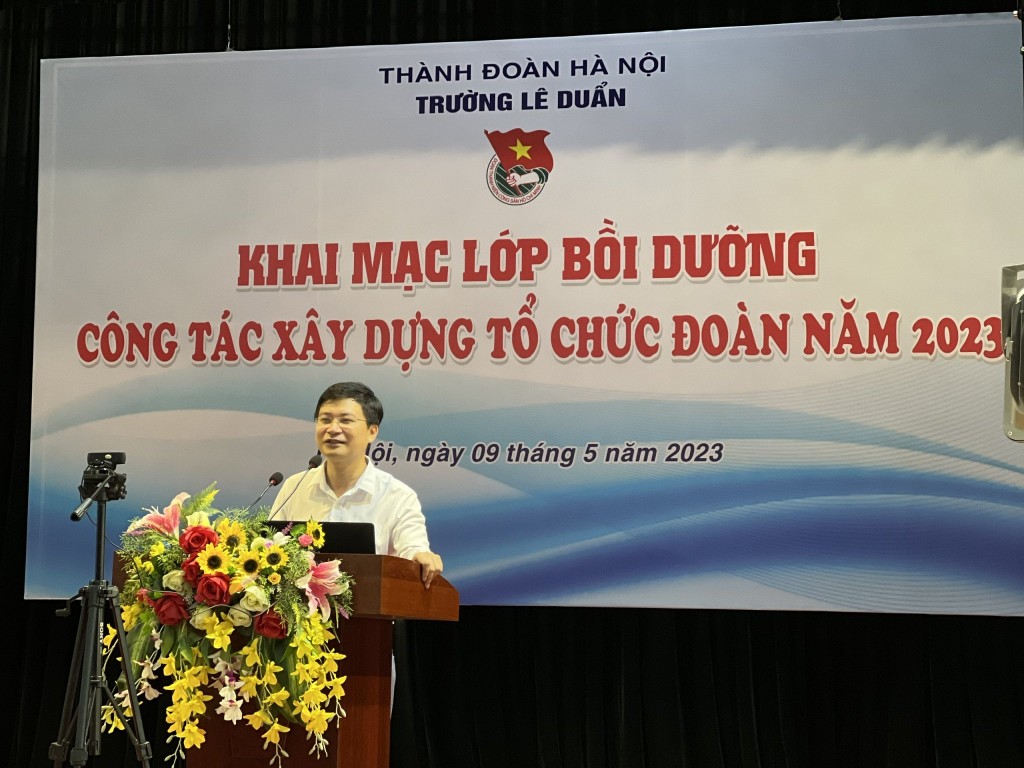 THÀNH ĐOÀN HÀ NỘI
TRƯỜNG LÊ DUẨN
KHAI MẠC LỚP BỒI DƯỠNG
CÔNG TÁC XÂY DỰNG TỔ CHỨC ĐOÀN NĂM 2023
ội, ngày 09 tháng 5 năm 2023